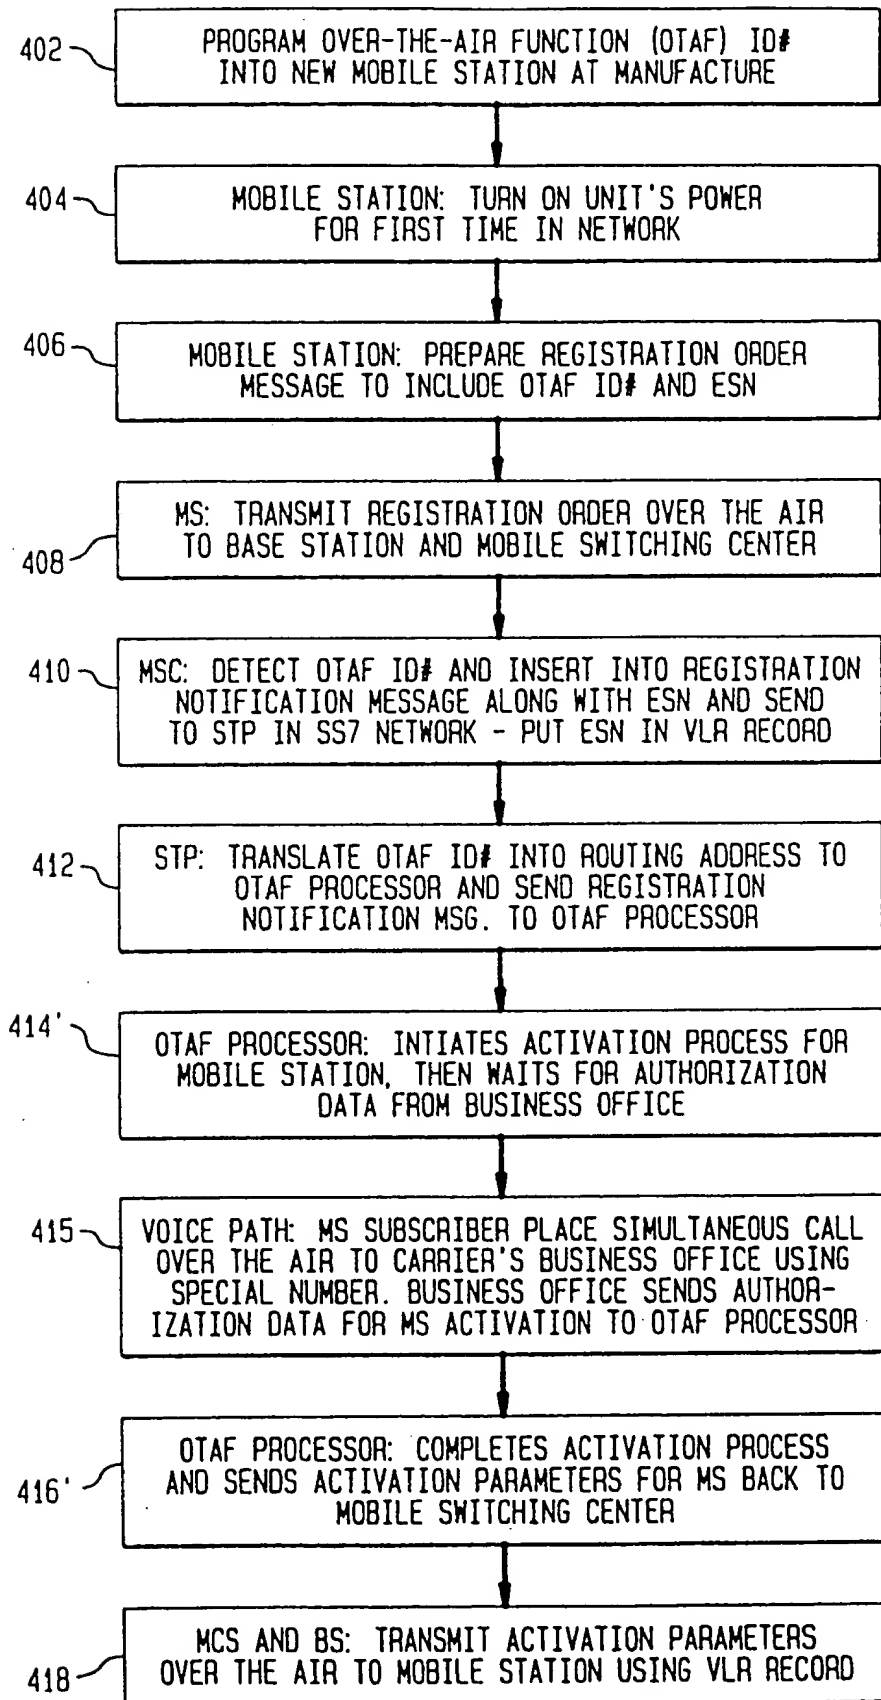 402
PROGRAM OVER-THE-AIR FUNCTION (OTAF) ID#
INTO NEW MOBILE STATION AT MANUFACTURE
404
MOBILE STATION: TURN ON UNIT'S POWER
FOR FIRST TIME IN NETWORK
406
MOBILE STATION: PREPARE REGISTRATION ORDER
MESSAGE TO INCLUDE OTAF ID# AND ESN
408
MS: TRANSMIT REGISTRATION ORDER OVER THE AIR
TO BASE STATION AND MOBILE SWITCHING CENTER
410
MSC: DETECT OTAF ID# AND INSERT INTO REGISTRATION
NOTIFICATION MESSAGE ALONG WITH ESN AND SEND
TO STP IN SS7 NETWORK - PUT ESN IN VLR RECORD
412
STP: TRANSLATE OTAF ID# INTO ROUTING ADDRESS TO
OTAF PROCESSOR AND SEND REGISTRATION
NOTIFICATION MSG. TO OTAF PROCESSOR
414'
OTAF PROCESSOR: INTIATES ACTIVATION PROCESS FOR
MOBILE STATION, THEN WAITS FOR AUTHORIZATION
DATA FROM BUSINESS OFFICE
415
VOICE PATH: MS SUBSCRIBER PLACE SIMULTANEOUS CALL
OVER THE AIR TO CARRIER'S BUSINESS OFFICE USING
SPECIAL NUMBER. BUSINESS OFFICE SENDS AUTHOR-
IZATION DATA FOR MS ACTIVATION TO OTAF PROCESSOR
416'
OTAF PROCESSOR: COMPLETES ACTIVATION PROCESS
AND SENDS ACTIVATION PARAMETERS FOR MS BACK TO
MOBILE SWITCHING CENTER
418
MCS AND BS: TRANSMIT ACTIVATION PARAMETERS
OVER THE AIR TO MOBILE STATION USING VLR RECORD